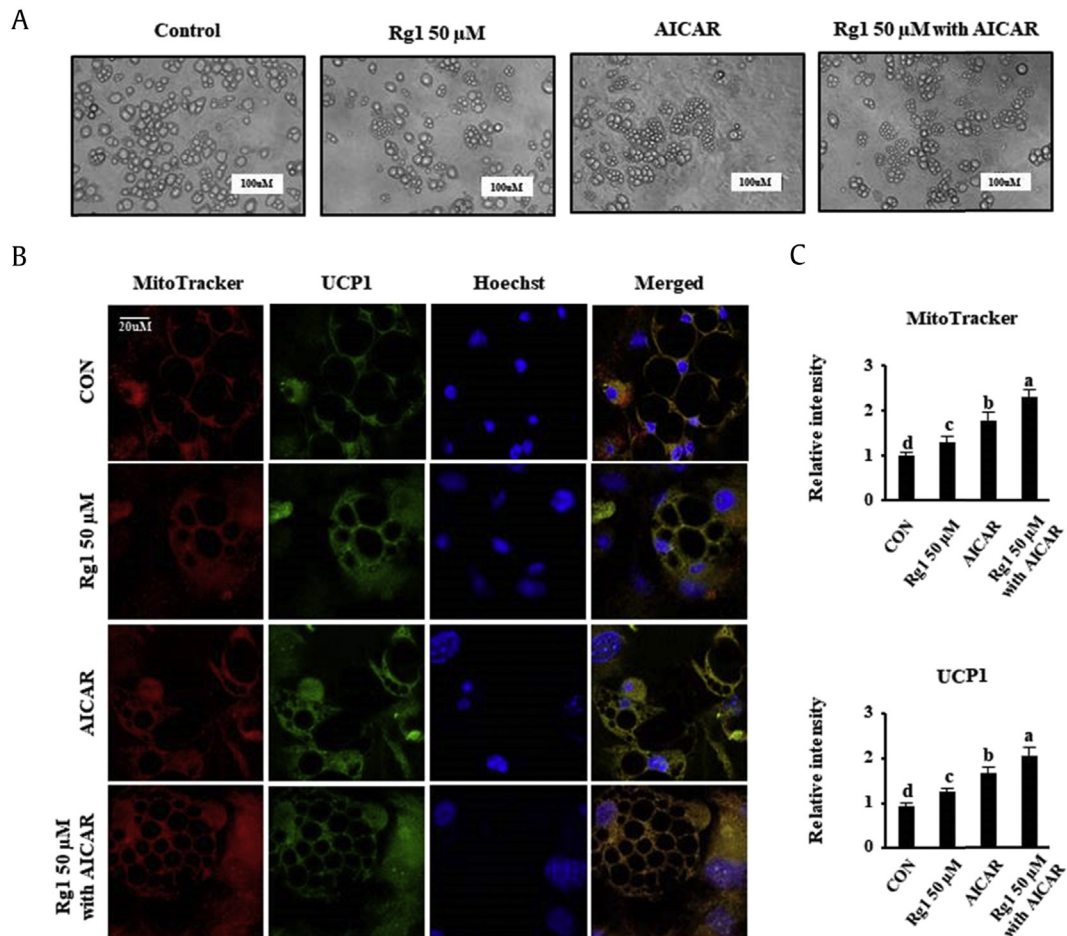 A
Control
Rg1 50 µM
AICAR
Rg1 50 µM with AICAR
100uM
100uM
100uM
100uM
B
MitoTracker
UCP1
Hoechst
Merged
20uM
CON
Rg1 50 µM
AICAR
Rg1 50 µM
with AICAR
C
MitoTracker
Relative intensity
3
2
1
0
d
c
b
a
CON
Rg1 50 µM
AICAR
Rg1 50 µM
with AICAR
UCP1
Relative intensity
3
2
1
0
d
c
b
a
CON
Rg1 50 µM
AICAR
Rg1 50 µM
with AICAR